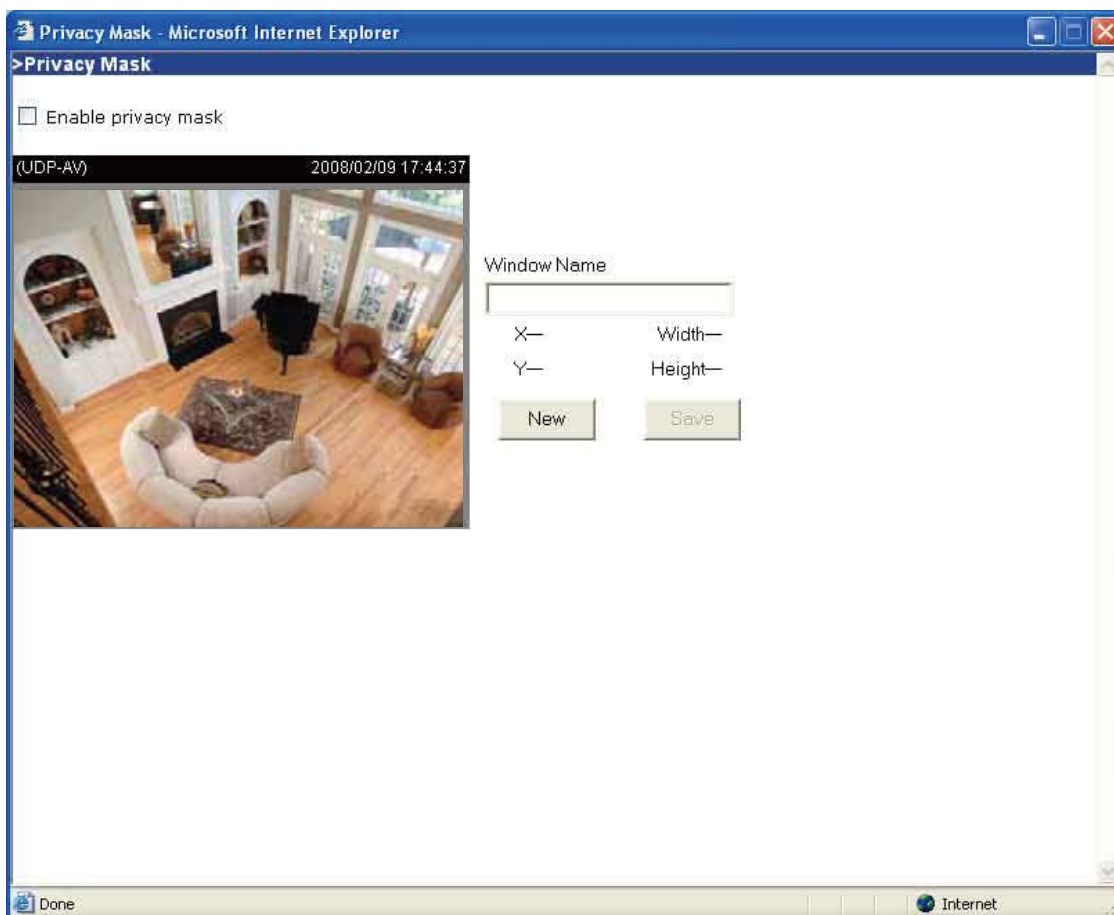 Privacy Mask - Microsoft Internet Explorer
>Privacy Mask
Enable privacy mask
(UDP-AV) 2008/02/09 17:44:37
Window Name
X— Width—
Y— Height—
New Save
Done Internet